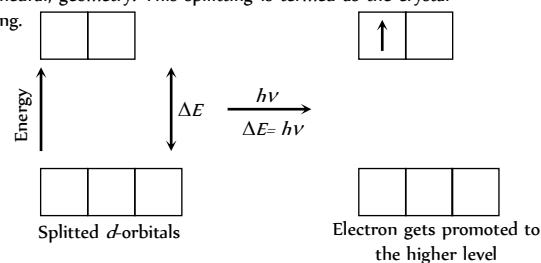 geometry. This splitting is termed as the crystal
ng.
Energy
ΔE
hν
ΔE= hν
Splitted d-orbitals
Electron gets promoted to
the higher level